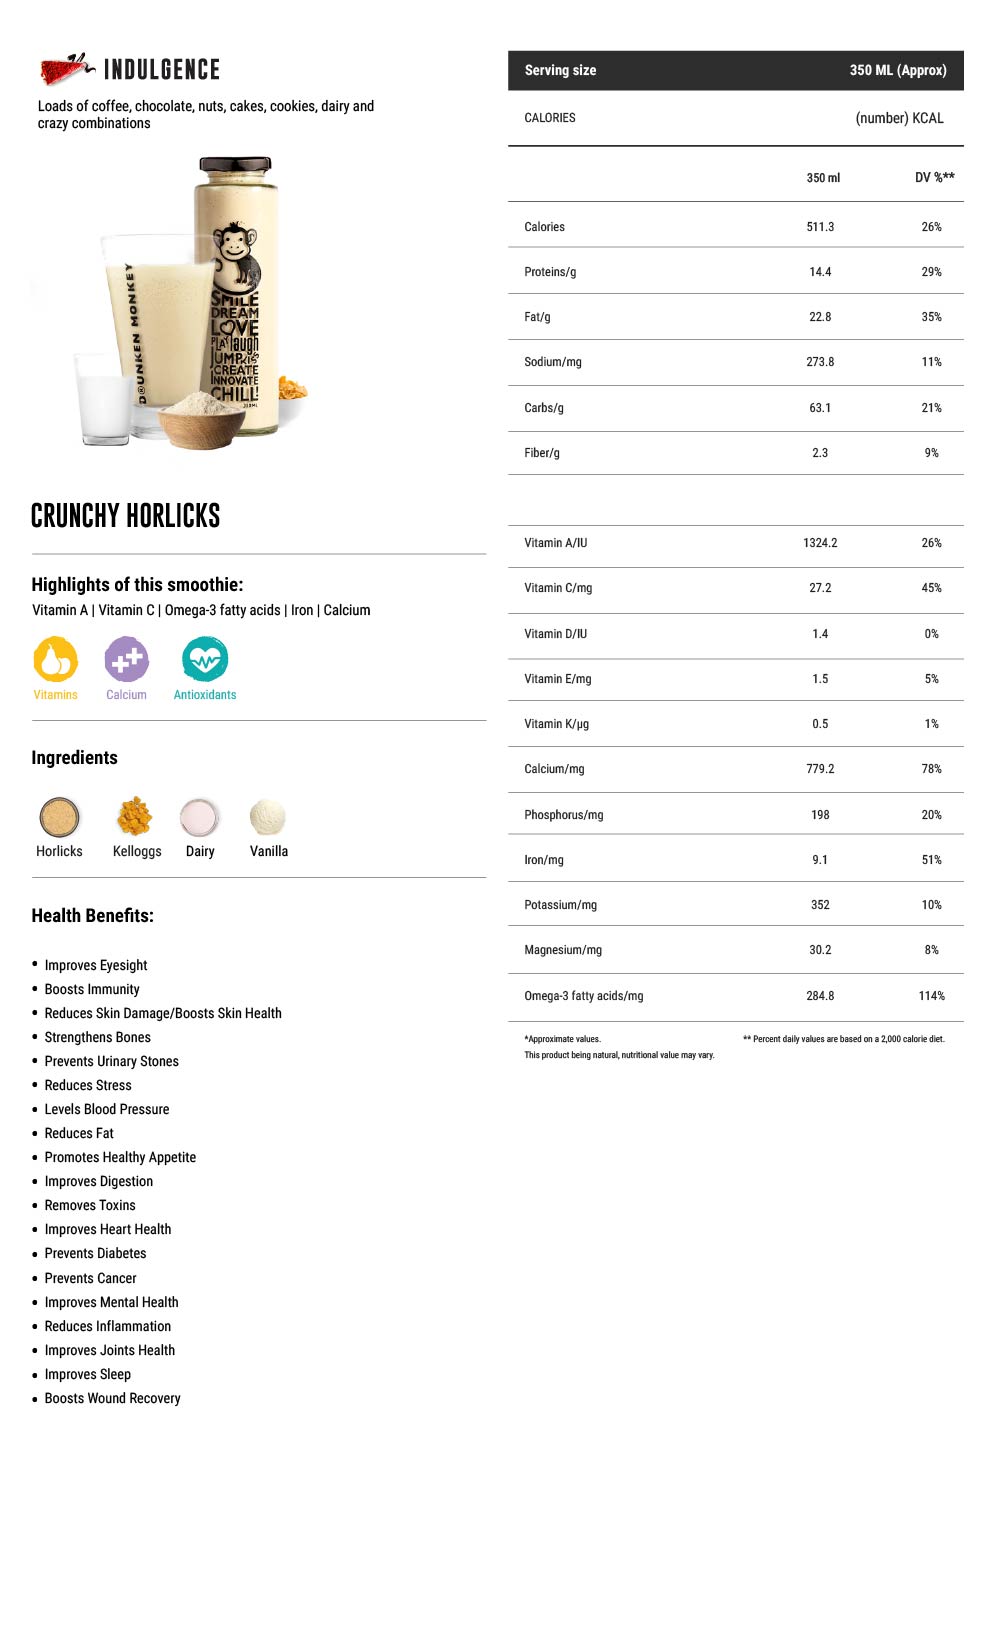 INDULGENCE
Loads of coffee, chocolate, nuts, cakes, cookies, dairy and
crazy combinations
DRUNKEN MONKEY
SMILE
DREAM
LOVE
PLAY laugh
JUMP
CREATE
INNOVATE
CHILL!
CRUNCHY HORLICKS
Highlights of this smoothie:
Vitamin A | Vitamin C | Omega-3 fatty acids | Iron | Calcium
Vitamins Calcium Antioxidants
Ingredients
Horlicks Kelloggs Dairy Vanilla
Health Benefits:
• Improves Eyesight
• Boosts Immunity
• Reduces Skin Damage/Boosts Skin Health
• Strengthens Bones
• Prevents Urinary Stones
• Reduces Stress
• Levels Blood Pressure
• Reduces Fat
• Promotes Healthy Appetite
• Improves Digestion
• Removes Toxins
• Improves Heart Health
• Prevents Diabetes
• Prevents Cancer
• Improves Mental Health
• Reduces Inflammation
• Improves Joints Health
• Improves Sleep
• Boosts Wound Recovery
Serving size 350 ML (Approx)
CALORIES (number) KCAL
350 ml DV %**
Calories 511.3 26%
Proteins/g 14.4 29%
Fat/g 22.8 35%
Sodium/mg 273.8 11%
Carbs/g 63.1 21%
Fiber/g 2.3 9%
Vitamin A/IU 1324.2 26%
Vitamin C/mg 27.2 45%
Vitamin D/IU 1.4 0%
Vitamin E/mg 1.5 5%
Vitamin K/µg 0.5 1%
Calcium/mg 779.2 78%
Phosphorus/mg 198 20%
Iron/mg 9.1 51%
Potassium/mg 352 10%
Magnesium/mg 30.2 8%
Omega-3 fatty acids/mg 284.8 114%
*Approximate values. ** Percent daily values are based on a 2,000 calorie diet.
This product being natural, nutritional value may vary.